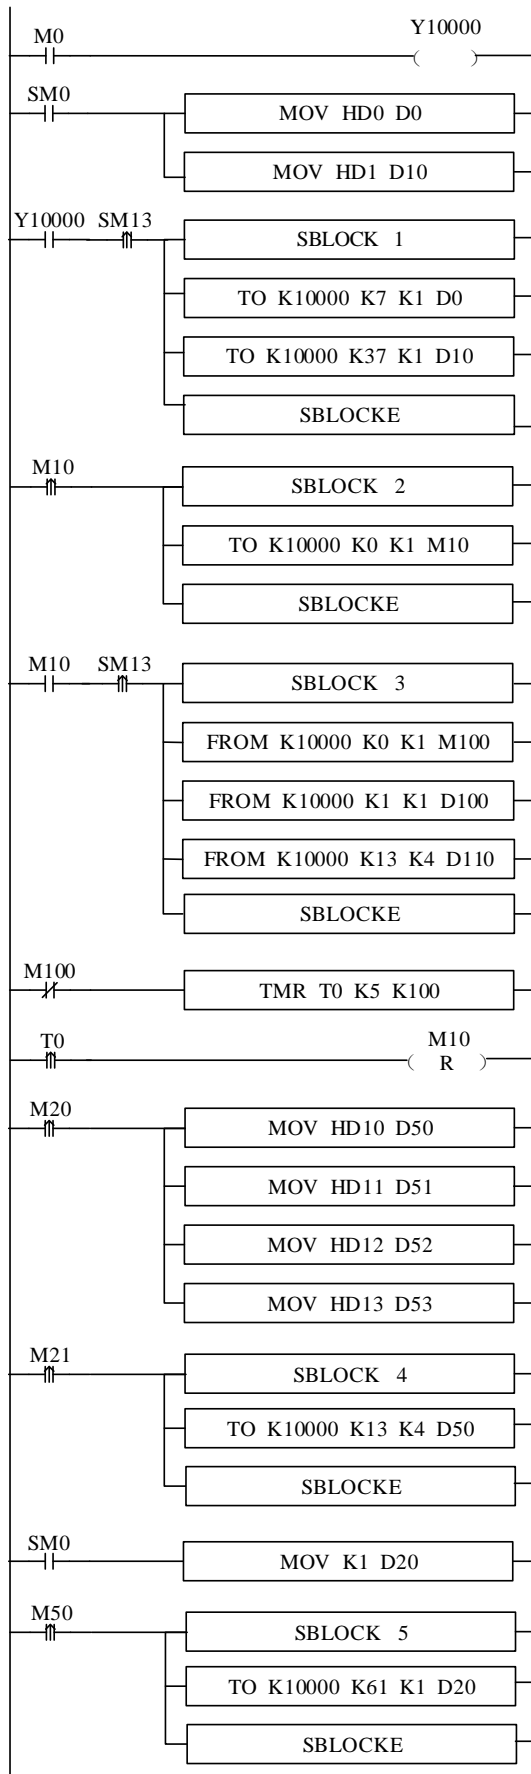 M0
Y10000
SM0
MOV HD0 D0
MOV HD1 D10
Y10000 SM13
SBLOCK 1
TO K10000 K7 K1 D0
TO K10000 K37 K1 D10
SBLOCKE
M10
SBLOCK 2
TO K10000 K0 K1 M10
SBLOCKE
M10 SM13
SBLOCK 3
FROM K10000 K0 K1 M100
FROM K10000 K1 K1 D100
FROM K10000 K13 K4 D110
SBLOCKE
M100
TMR T0 K5 K100
T0
M10
( R )
M20
MOV HD10 D50
MOV HD11 D51
MOV HD12 D52
MOV HD13 D53
M21
SBLOCK 4
TO K10000 K13 K4 D50
SBLOCKE
SM0
MOV K1 D20
M50
SBLOCK 5
TO K10000 K61 K1 D20
SBLOCKE